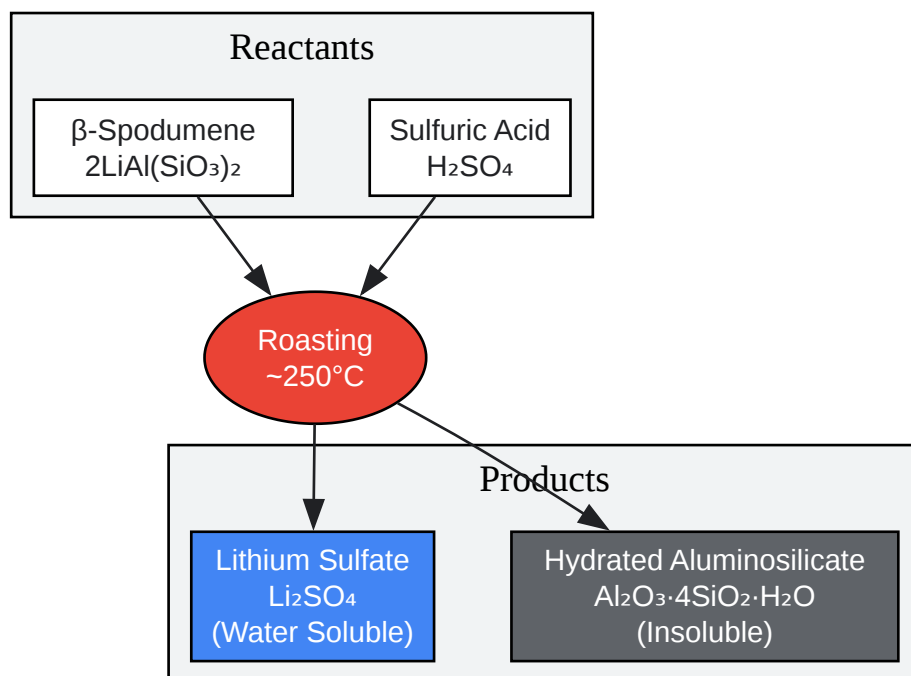 Reactants
β-Spodumene
2LiAl(SiO₃)₂
Sulfuric Acid
H₂SO₄
Roasting
~250°C
Products
Lithium Sulfate
Li₂SO₄
(Water Soluble)
Hydrated Aluminosilicate
Al₂O₃·4SiO₂·H₂O
(Insoluble)